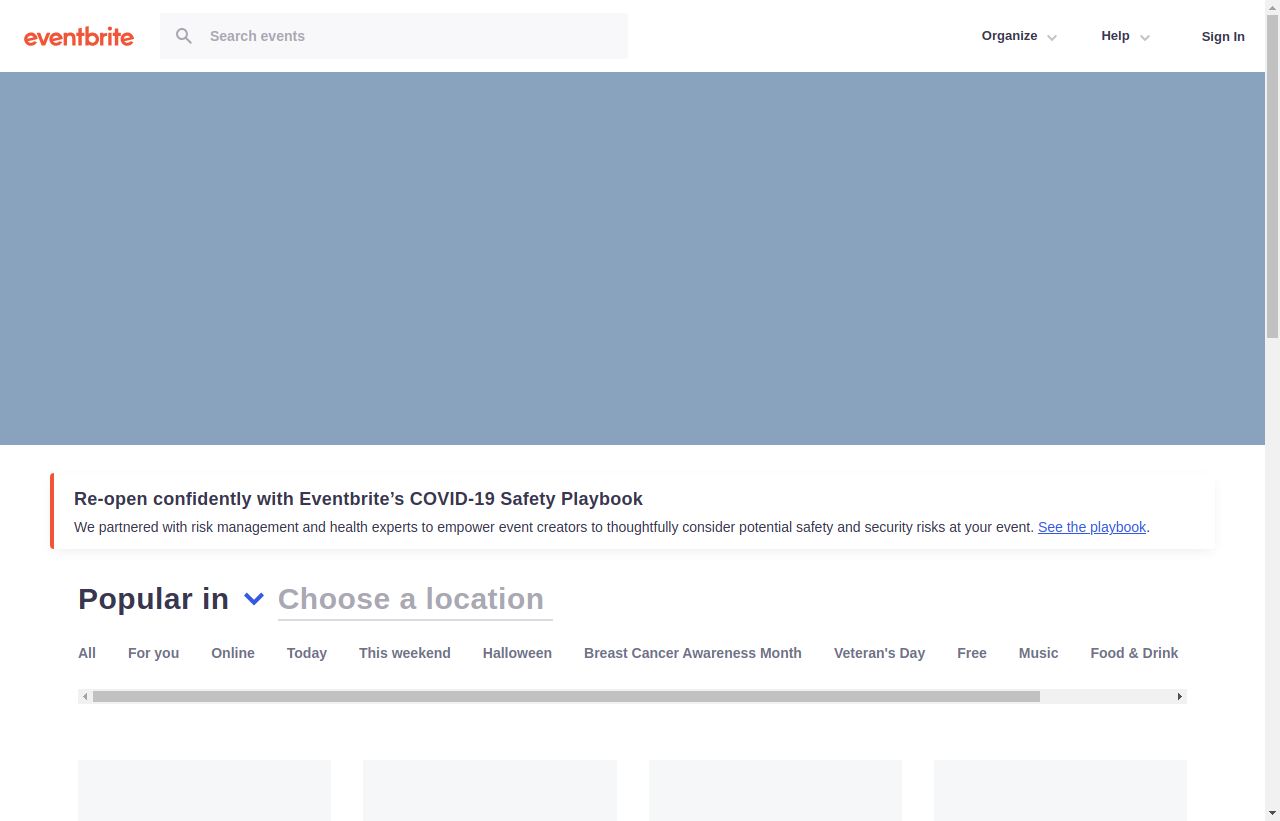 eventbrite
Search events
Organize
Help
Sign In
Re-open confidently with Eventbrite’s COVID-19 Safety Playbook
We partnered with risk management and health experts to empower event creators to thoughtfully consider potential safety and security risks at your event. See the playbook.
Popular in Choose a location
All For you Online Today This weekend Halloween Breast Cancer Awareness Month Veteran's Day Free Music Food & Drink